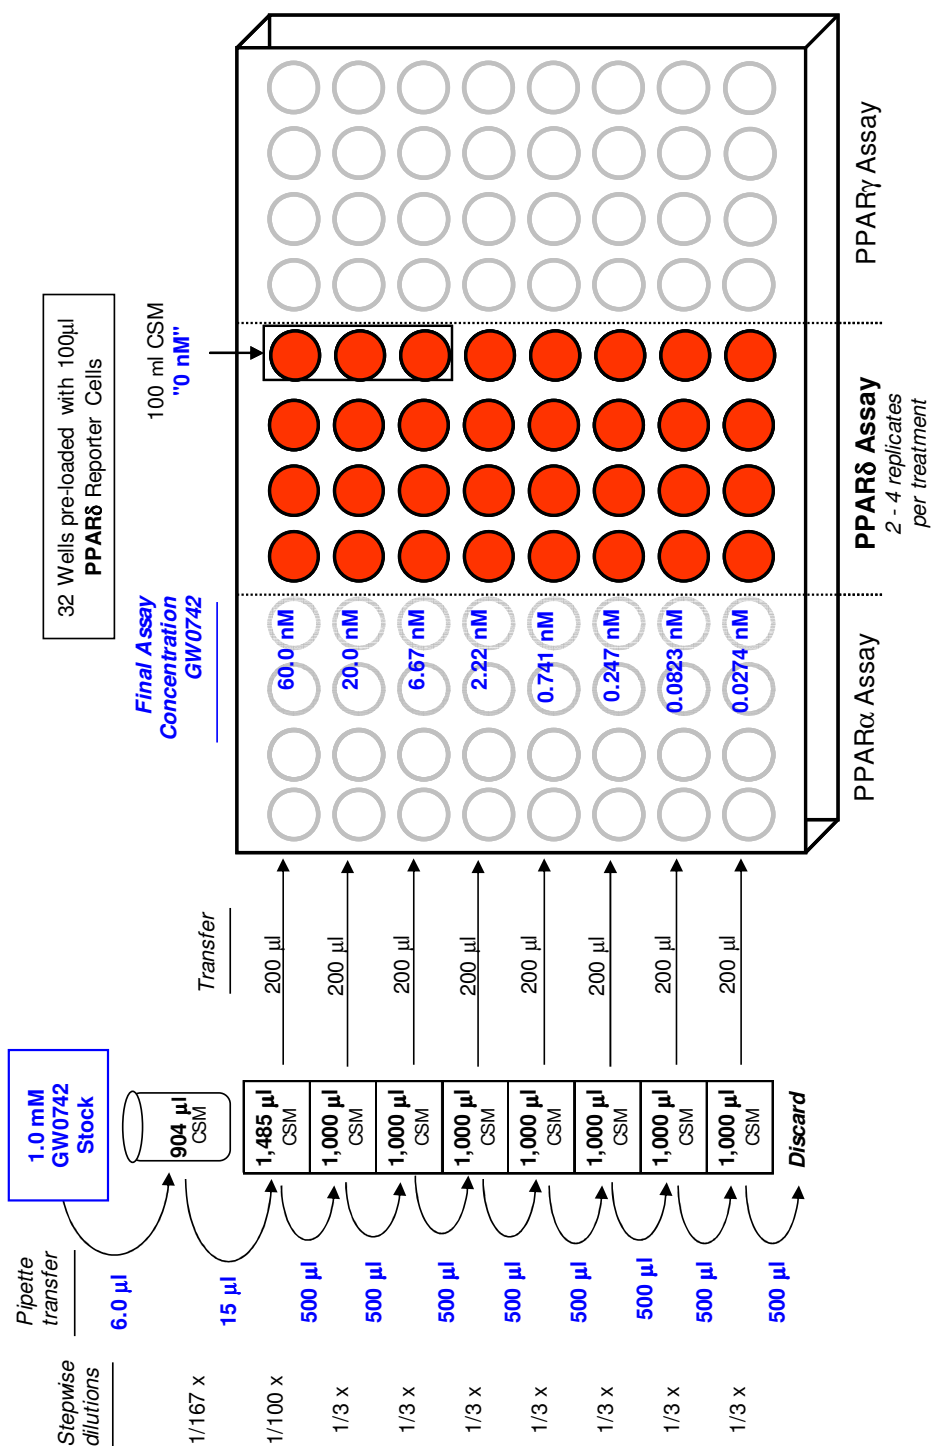 32 Wells pre-loaded with 100µl
PPARδ Reporter Cells
100 ml CSM
"0 nM"
Final Assay
Concentration
GW0742
60.0 nM
20.0 nM
6.67 nM
2.22 nM
0.741 nM
0.247 nM
0.0823 nM
0.0274 nM
PPARα Assay
PPARδ Assay
2 - 4 replicates
per treatment
PPARγ Assay
Transfer
200 µl
200 µl
200 µl
200 µl
200 µl
200 µl
200 µl
200 µl
1.0 mM
GW0742
Stock
904 µl
CSM
1,485 µl
CSM
1,000 µl
CSM
1,000 µl
CSM
1,000 µl
CSM
1,000 µl
CSM
1,000 µl
CSM
1,000 µl
CSM
1,000 µl
CSM
Discard
Pipette
transfer
6.0 µl
15 µl
500 µl
500 µl
500 µl
500 µl
500 µl
500 µl
500 µl
500 µl
Stepwise
dilutions
1/167 x
1/100 x
1/3 x
1/3 x
1/3 x
1/3 x
1/3 x
1/3 x
1/3 x